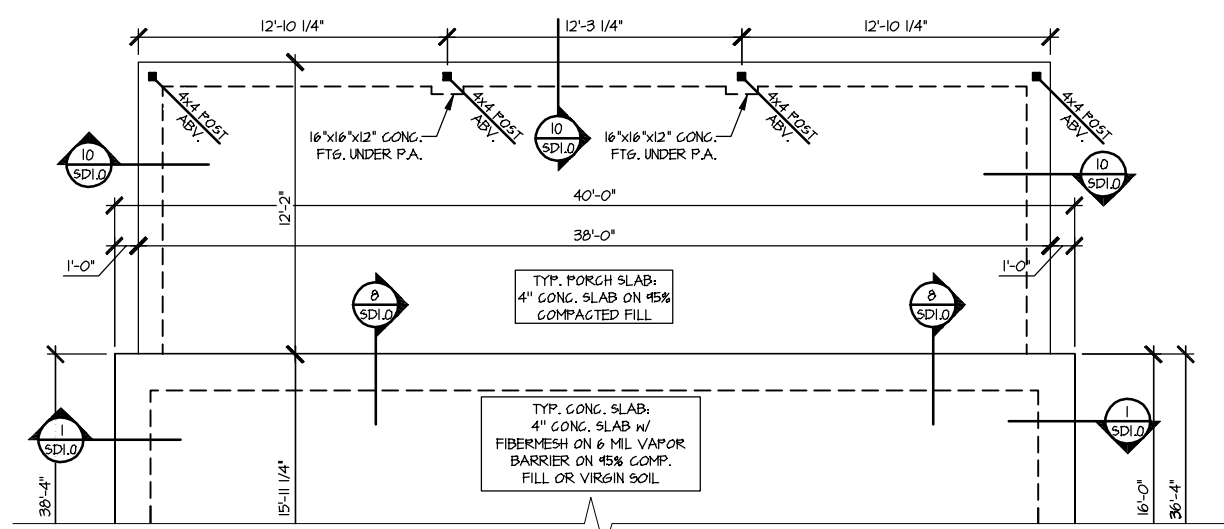 12'-10 1/4"
12'-3 1/4"
12'-10 1/4"
4x4 POST
ABV.
4x4 POST
ABV.
4x4 POST
ABV.
4x4 POST
ABV.
16"x16"x12" CONC.
FTG. UNDER P.A.
10
SD1.0
16"x16"x12" CONC.
FTG. UNDER P.A.
10
SD1.0
10
SD1.0
12'-2"
40'-0"
38'-0"
1'-0"
1'-0"
TYP. PORCH SLAB:
4" CONC. SLAB ON 95%
COMPACTED FILL
8
SD1.0
8
SD1.0
TYP. CONC. SLAB:
4" CONC. SLAB W/
FIBERMESH ON 6 MIL VAPOR
BARRIER ON 95% COMP.
FILL OR VIRGIN SOIL
1
SD1.0
1
SD1.0
38'-4"
15'-11 1/4"
16'-0"
36'-4"